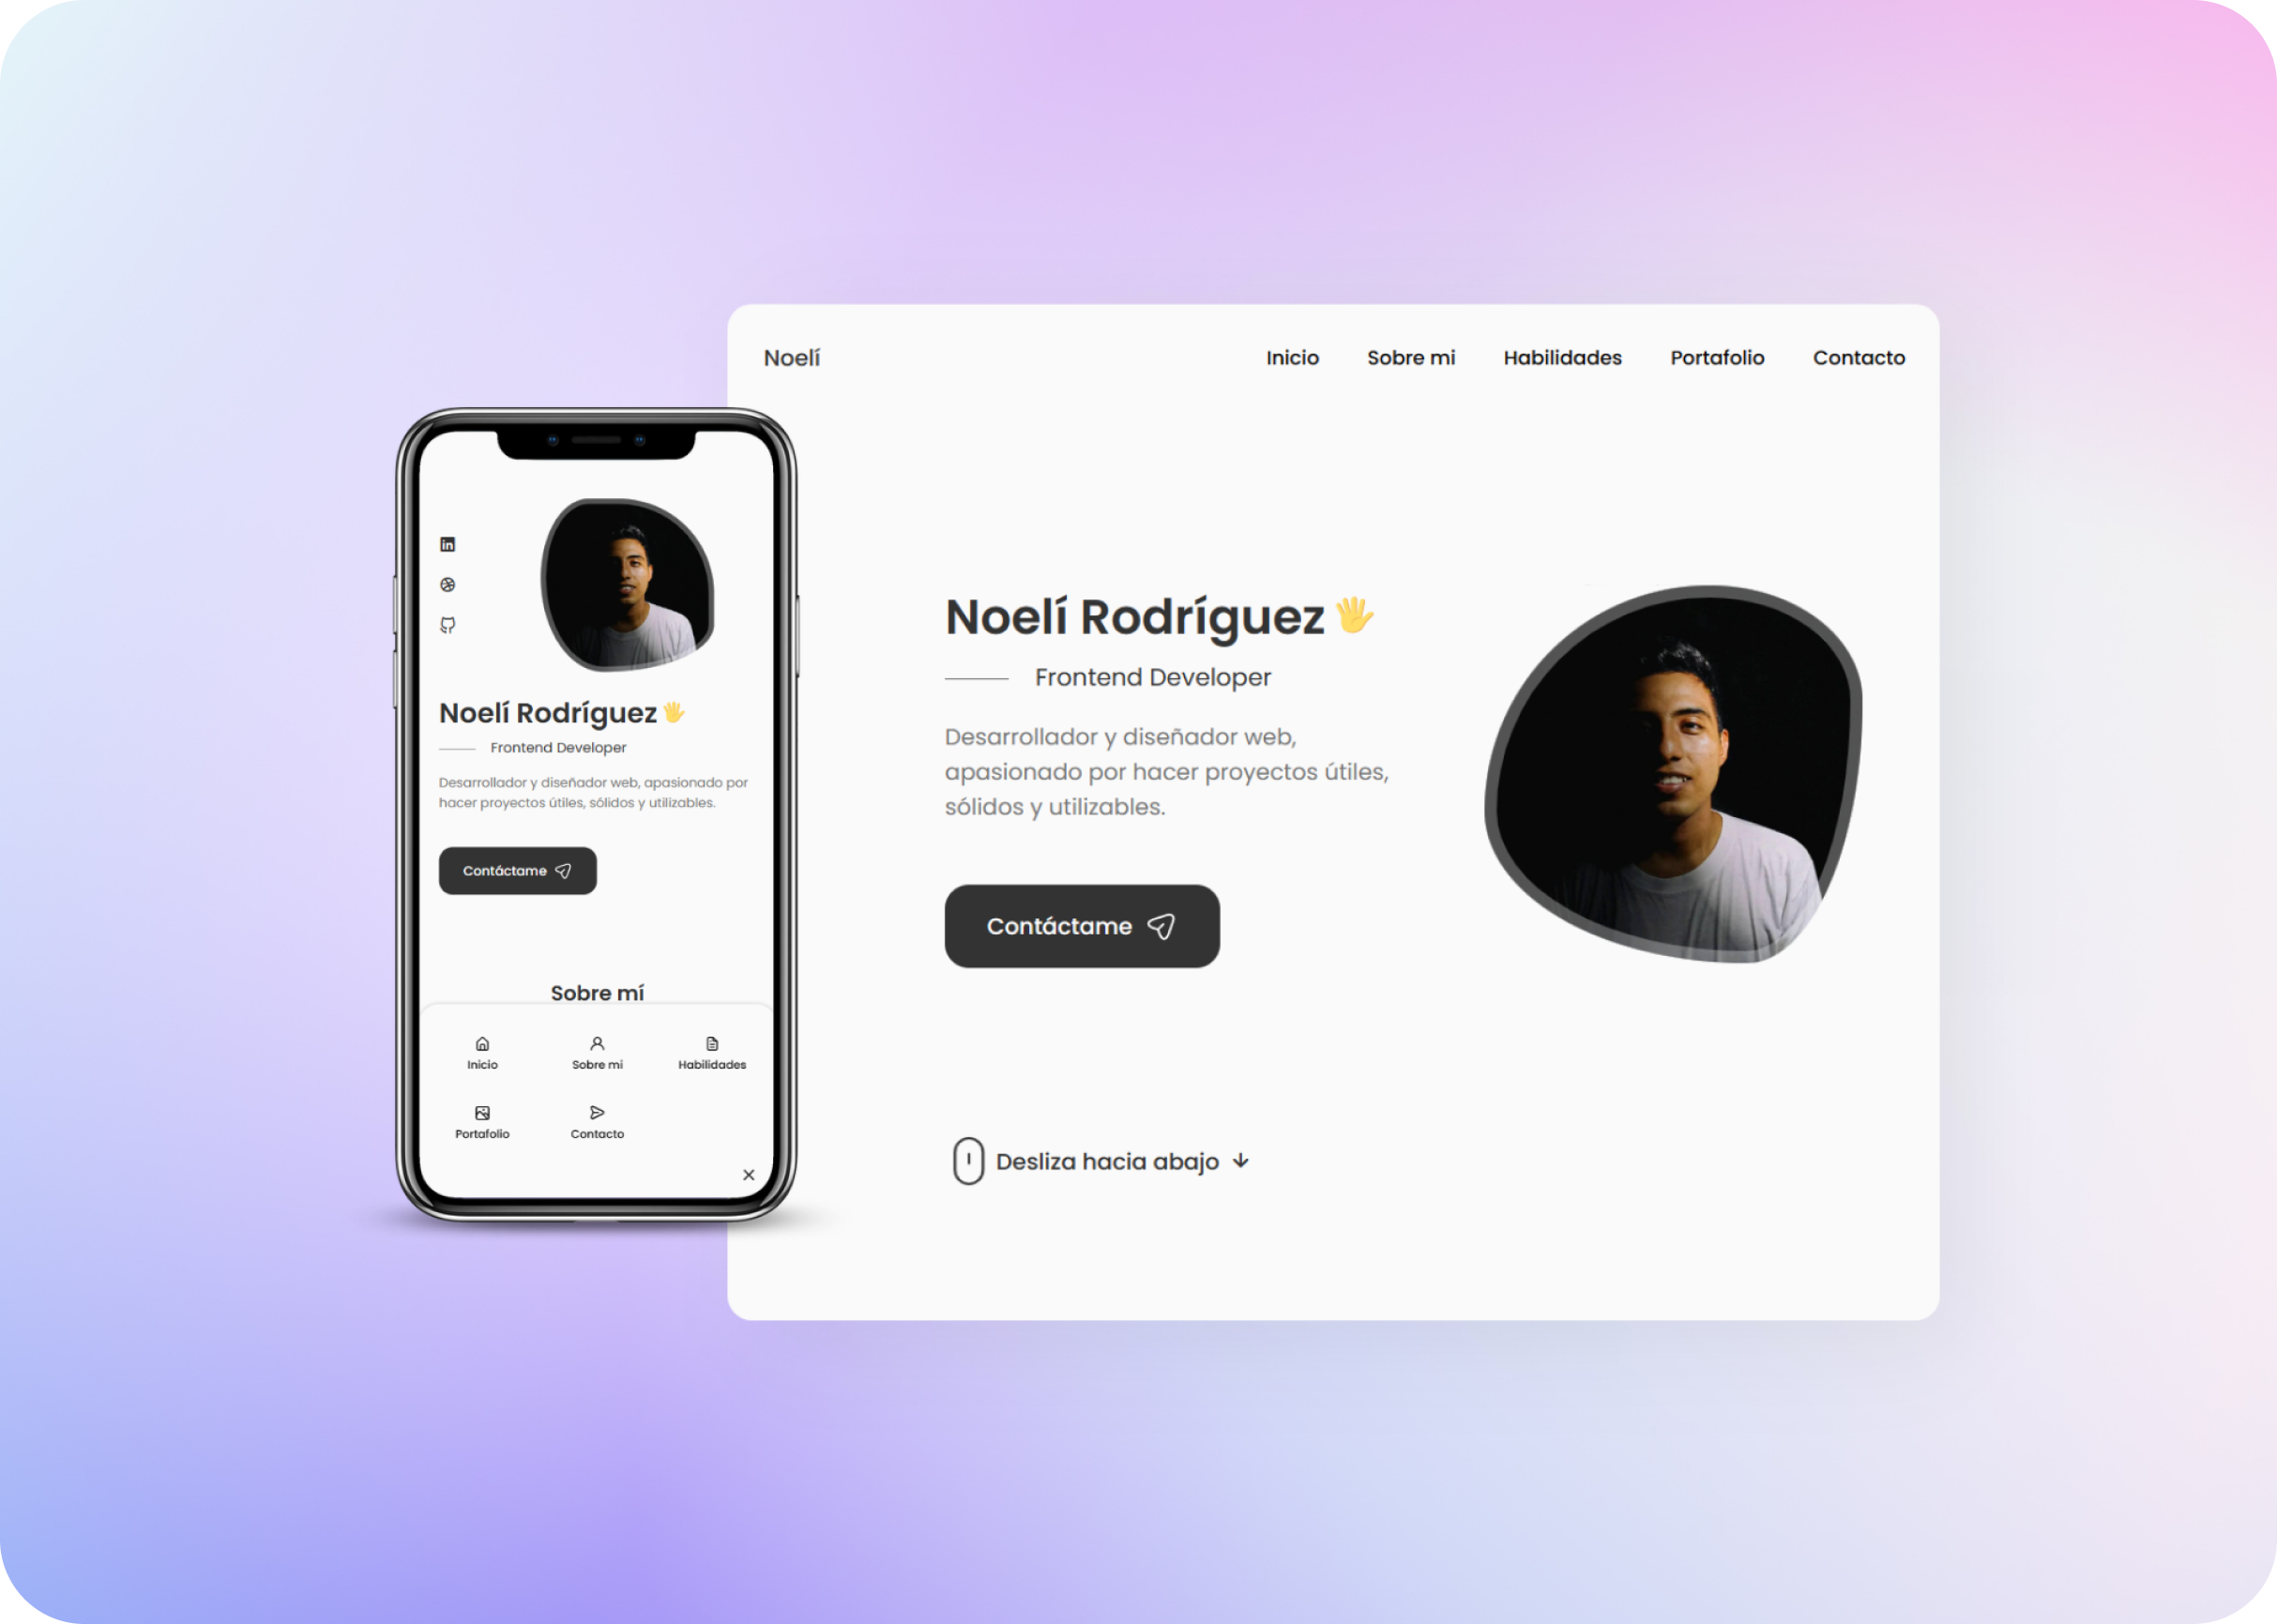 Noelí
Inicio Sobre mi Habilidades Portafolio Contacto
Noelí Rodríguez
Frontend Developer
Desarrollador y diseñador web,
apasionado por hacer proyectos útiles,
sólidos y utilizables.
Contáctame
Desliza hacia abajo
Noelí Rodríguez
Frontend Developer
Desarrollador y diseñador web, apasionado por
hacer proyectos útiles, sólidos y utilizables.
Contáctame
Sobre mí
Inicio Sobre mi Habilidades
Portafolio Contacto